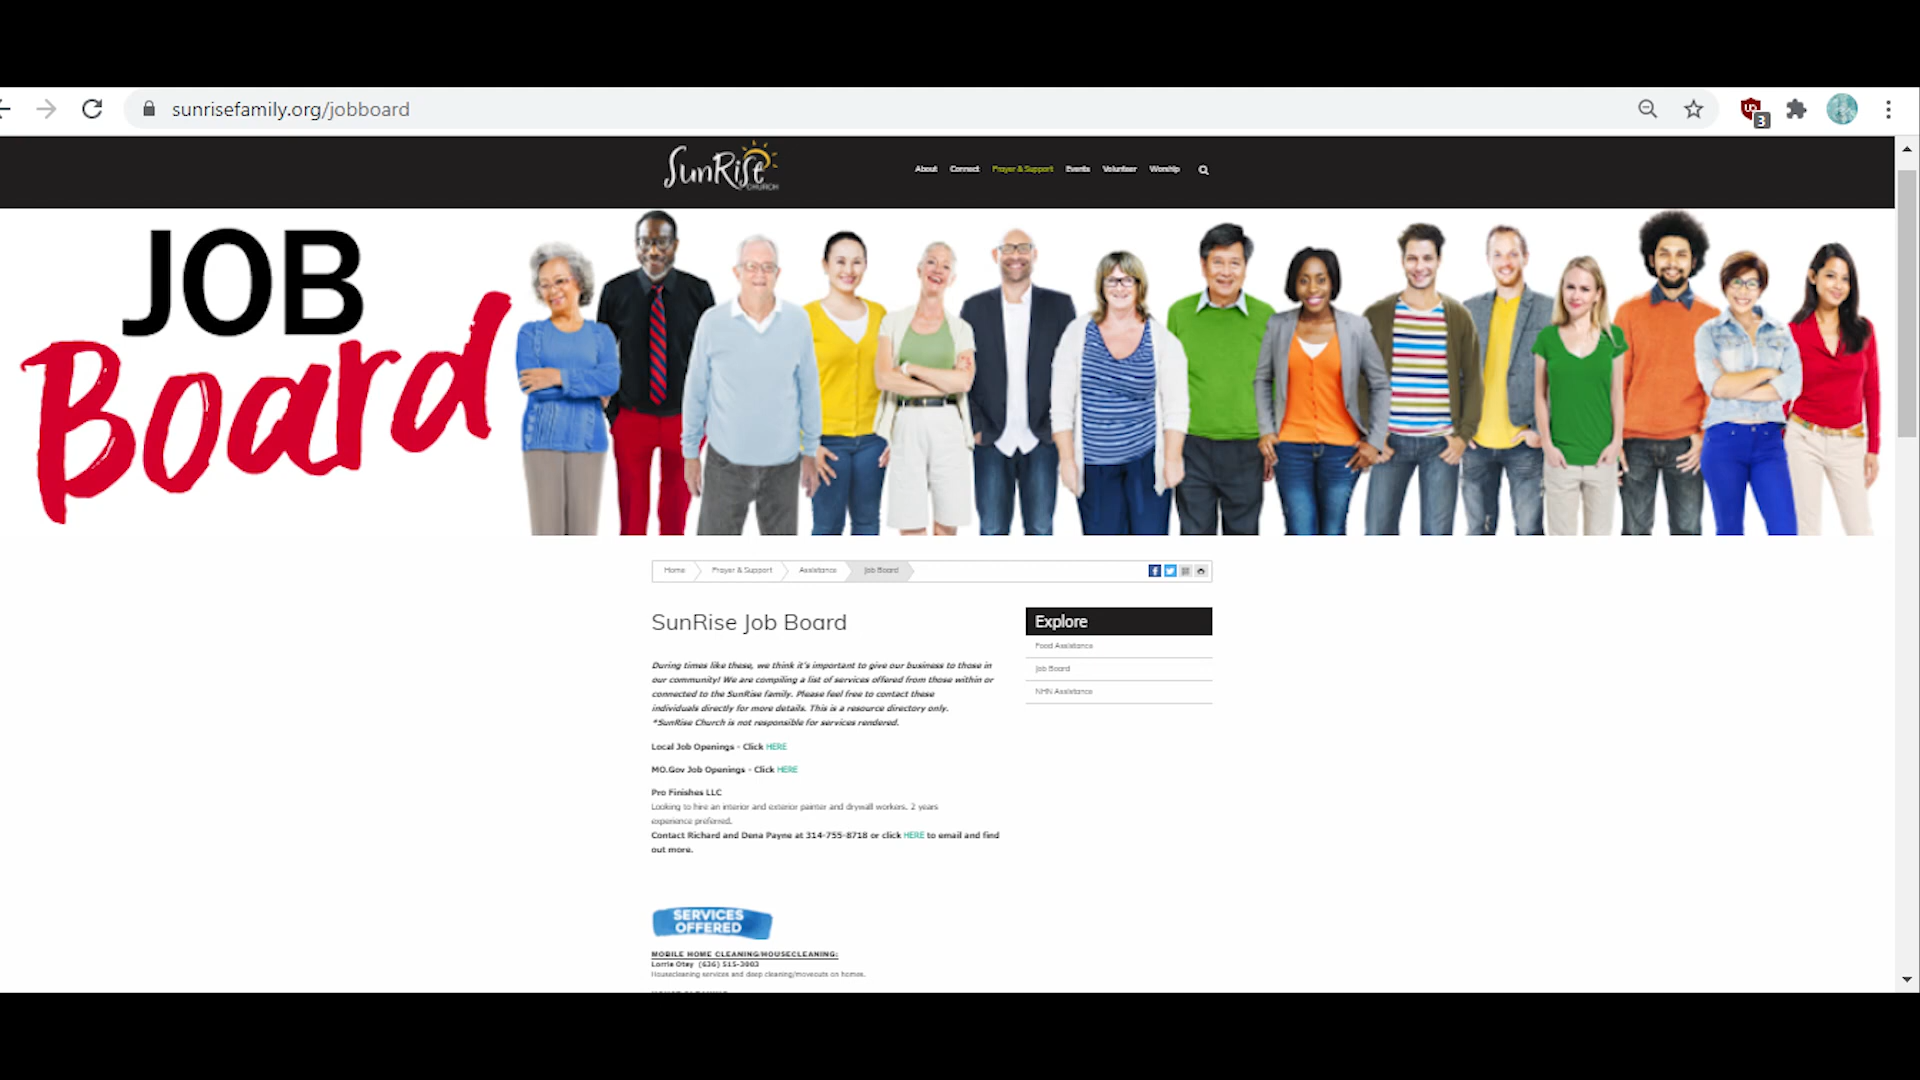 sunrisefamily.org/jobboard
3
SunRise
CHURCH
About Connect Prayer & Support Events Volunteer Worship
JOB
Board
Home Prayer & Support Assistance Job Board
SunRise Job Board
Explore
Food Assistance
Job Board
NHN Assistance
During times like these, we think it's important to give our business to those in
our community! We are compiling a list of services offered from those within or
connected to the SunRise family. Please feel free to contact these
individuals directly for more details. This is a resource directory only.
*SunRise Church is not responsible for services rendered.
Local Job Openings - Click HERE
MO.Gov Job Openings - Click HERE
Pro Finishes LLC
Looking to hire an interior and exterior painter and drywall workers. 2 years
experience preferred.
Contact Richard and Dena Payne at 314-755-8718 or click HERE to email and find
out more.
SERVICES
OFFERED
MOBILE HOME CLEANING/HOUSECLEANING:
Lorrie Otey (636) 515-3003
Housecleaning services and deep cleaning/moveouts on homes.